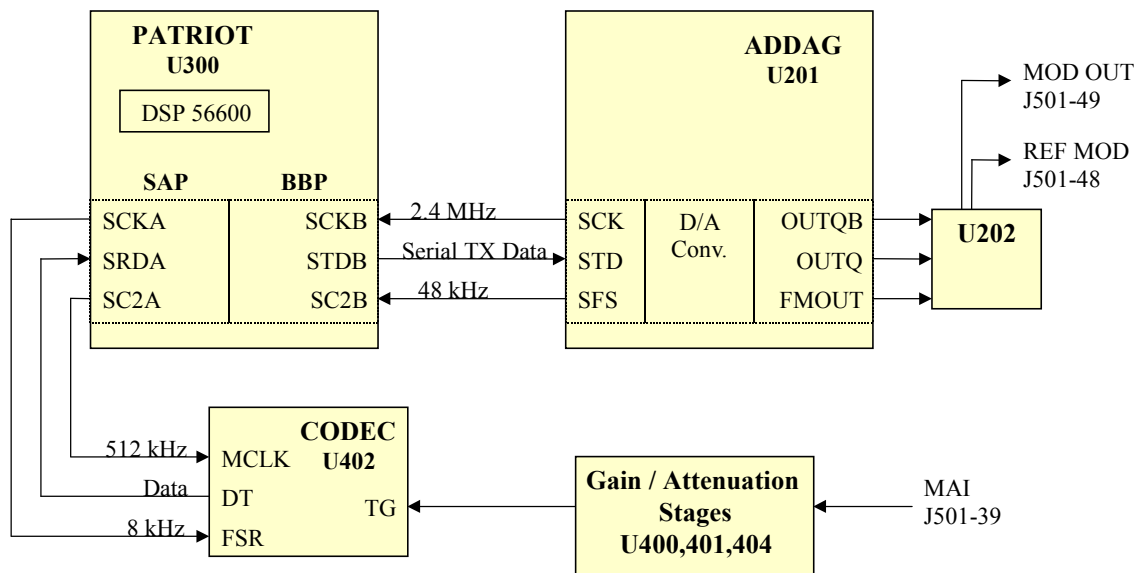 PATRIOT
U300
DSP 56600
SAP
BBP
SCKA
SCKB
SRDA
STDB
SC2A
SC2B
2.4 MHz
Serial TX Data
48 kHz
ADDAG
U201
SCK
D/A
Conv.
OUTQB
STD
OUTQ
SFS
FMOUT
U202
MOD OUT
J501-49
REF MOD
J501-48
512 kHz
Data
8 kHz
CODEC
U402
MCLK
DT
TG
FSR
Gain / Attenuation
Stages
U400,401,404
MAI
J501-39